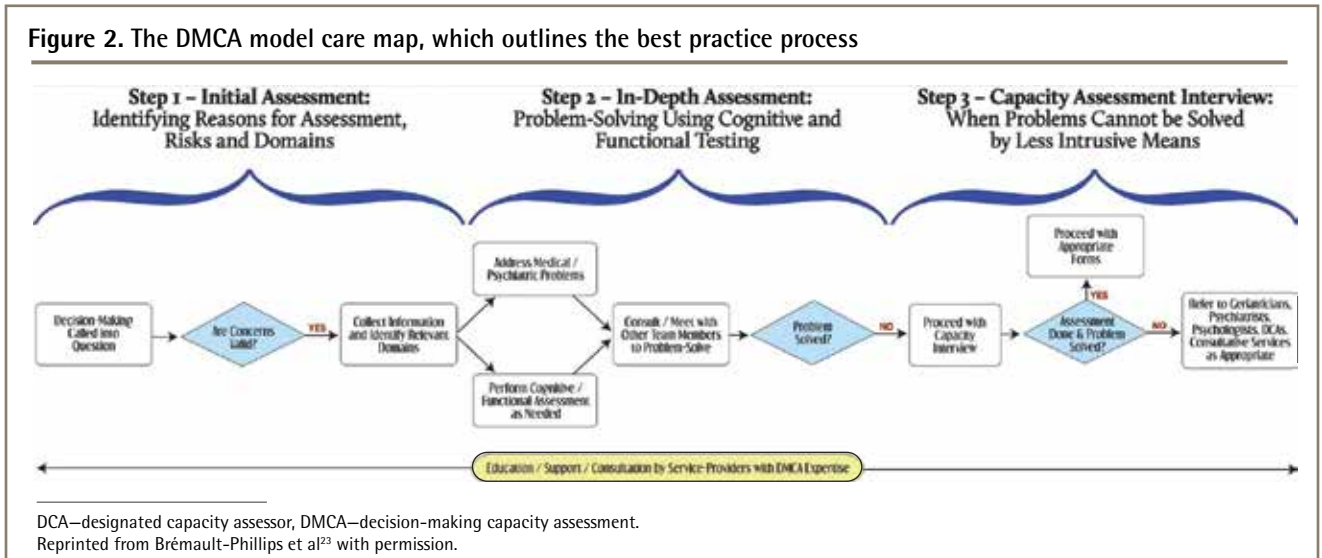 Figure 2. The DMCA model care map, which outlines the best practice process
Step 1 – Initial Assessment:
Identifying Reasons for Assessment,
Risks and Domains
Step 2 – In-Depth Assessment:
Problem-Solving Using Cognitive and
Functional Testing
Step 3 – Capacity Assessment Interview:
When Problems Cannot be Solved
by Less Intrusive Means
Decision-Making
Called into
Question
Are Concerns
Valid?
YES
Collect Information
and Identify Relevant
Domains
Address Medical /
Psychiatric Problems
Perform Cognitive /
Functional Assessment
as Needed
Consult / Meet with
Other Team Members
to Problem-Solve
Problem
Solved?
NO
Proceed with
Capacity
Interview
Proceed with
Appropriate
Forms
YES
Assessment
Done & Problem
Solved?
NO
Refer to Geriatricians,
Psychiatrists,
Psychologists, DCAs,
Consultative Services
as Appropriate
Education / Support / Consultation by Service Providers with DMCA Expertise
DCA—designated capacity assessor, DMCA—decision-making capacity assessment.
Reprinted from Brémault-Phillips et al²³ with permission.